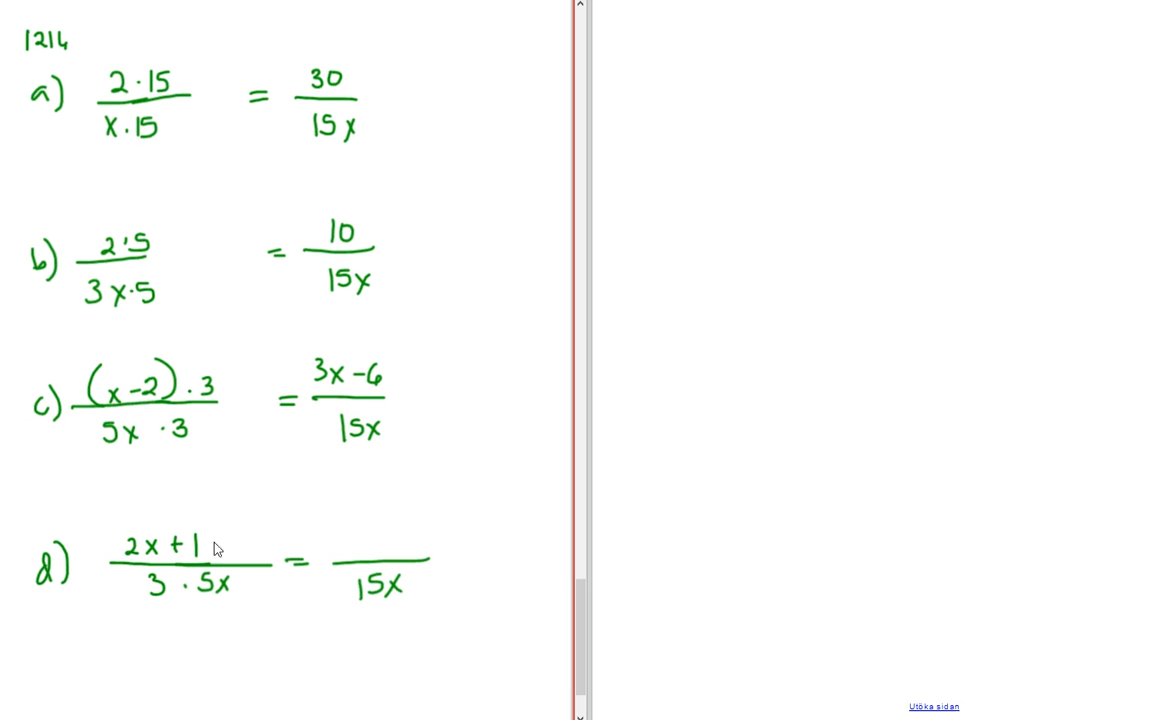 1214
a) 2·15 / x·15 = 30 / 15x
b) 2·5 / 3x·5 = 10 / 15x
c) (x-2)·3 / 5x·3 = 3x-6 / 15x
d) 2x+1 / 3·5x = / 15x
Utöka sidan